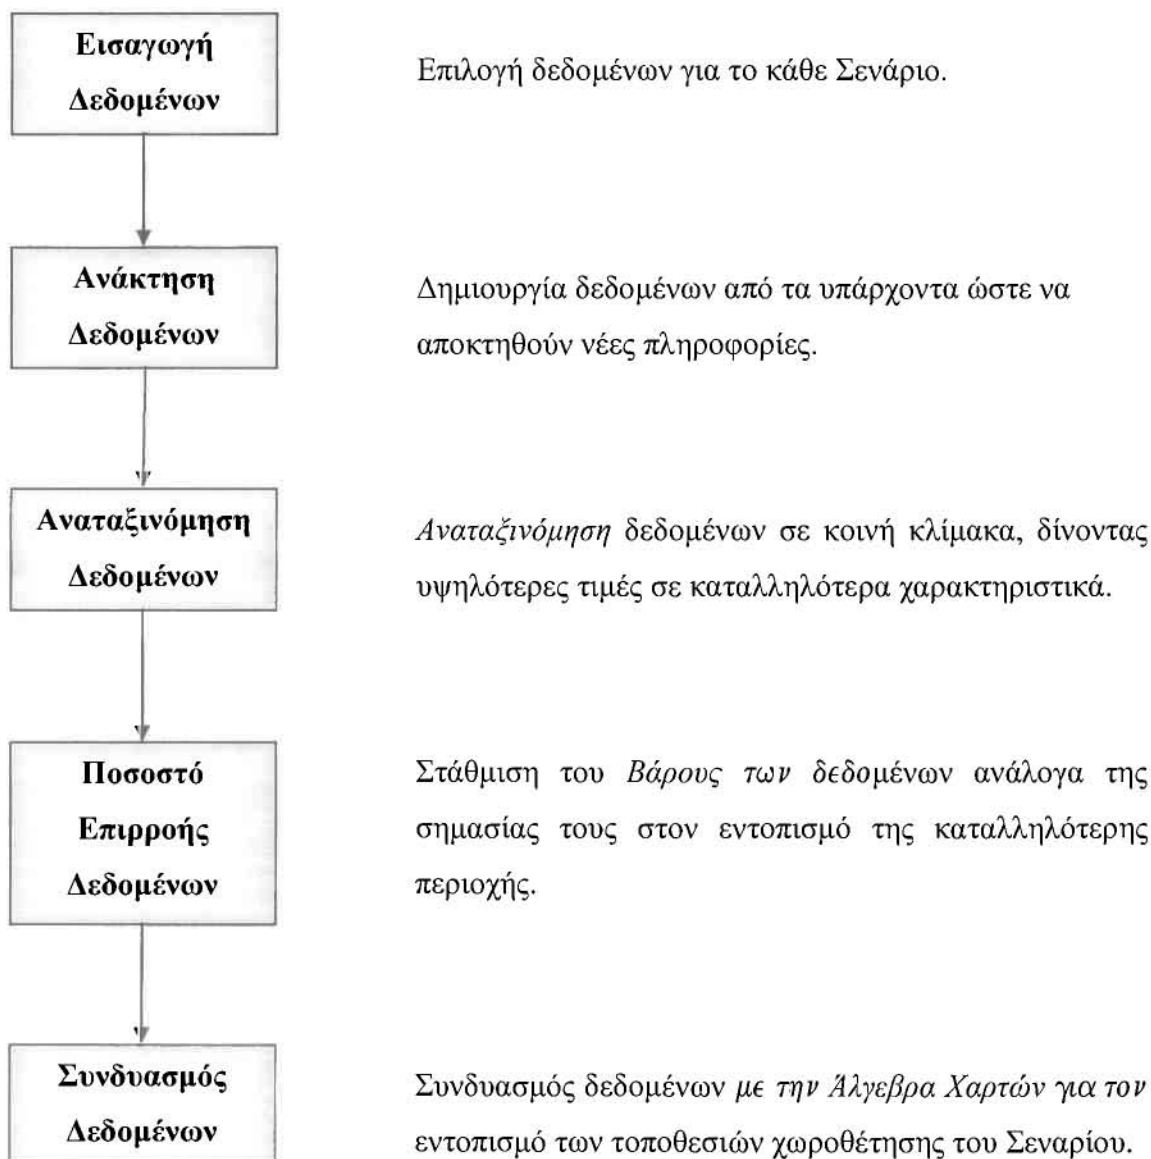 Εισαγωγή
Δεδομένων
Επιλογή δεδομένων για το κάθε Σενάριο.
Ανάκτηση
Δεδομένων
Δημιουργία δεδομένων από τα υπάρχοντα ώστε να
αποκτηθούν νέες πληροφορίες.
Αναταξινόμηση
Δεδομένων
Αναταξινόμηση δεδομένων σε κοινή κλίμακα, δίνοντας
υψηλότερες τιμές σε καταλληλότερα χαρακτηριστικά.
Ποσοστό
Επιρροής
Δεδομένων
Στάθμιση του Βάρους των δεδομένων ανάλογα της
σημασίας τους στον εντοπισμό της καταλληλότερης
περιοχής.
Συνδυασμός
Δεδομένων
Συνδυασμός δεδομένων με την Άλγεβρα Χαρτών για τον
εντοπισμό των τοποθεσιών χωροθέτησης του Σεναρίου.